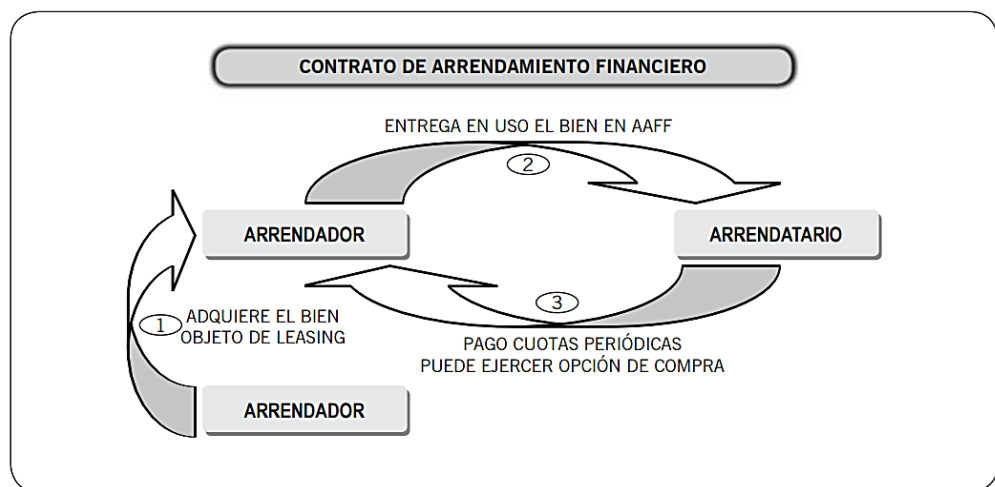 CONTRATO DE ARRENDAMIENTO FINANCIERO
ENTREGA EN USO EL BIEN EN AAFF
2
ARRENDADOR
ARRENDATARIO
1
ADQUIERE EL BIEN
OBJETO DE LEASING
3
PAGO CUOTAS PERIÓDICAS
PUEDE EJERCER OPCIÓN DE COMPRA
ARRENDADOR